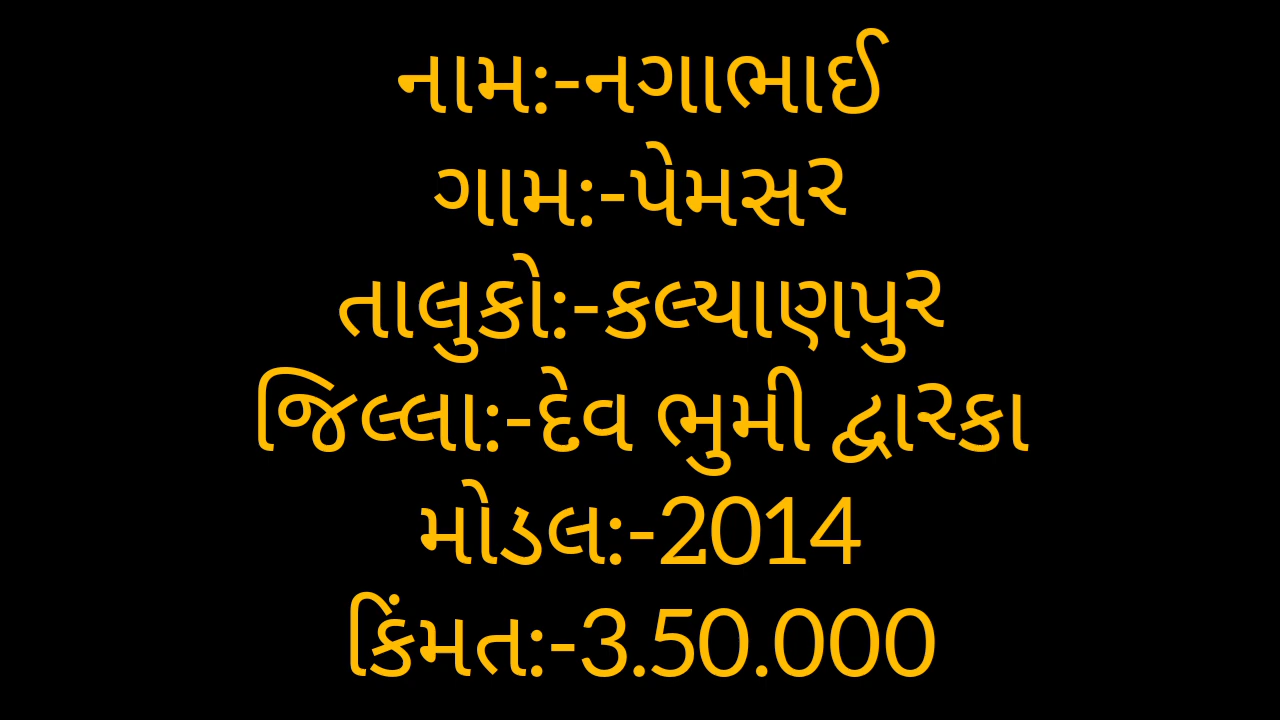 નામ:-નગાભાઈ
ગામ:-પેમસર
તાલુકો:-કલ્યાણપુર
જિલ્લા:-દેવ ભુમી દ્વારકા
મોડલ:-2014
કિંમત:-3.50.000